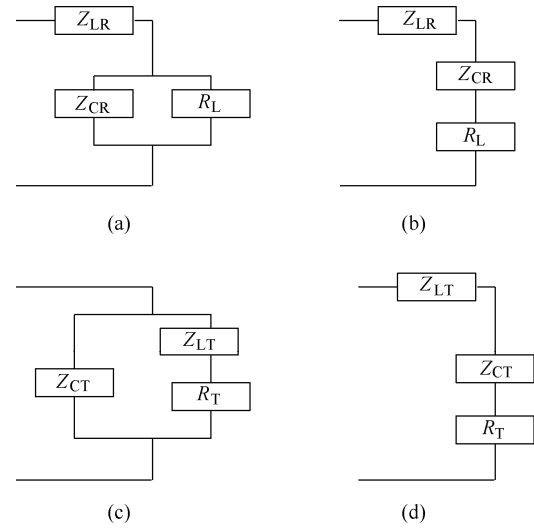 Z_LR Z_LR
Z_CR
Z_CR R_L
R_L
(a) (b)
Z_LT
Z_LT
Z_CT
Z_CT R_T
R_T
(c) (d)